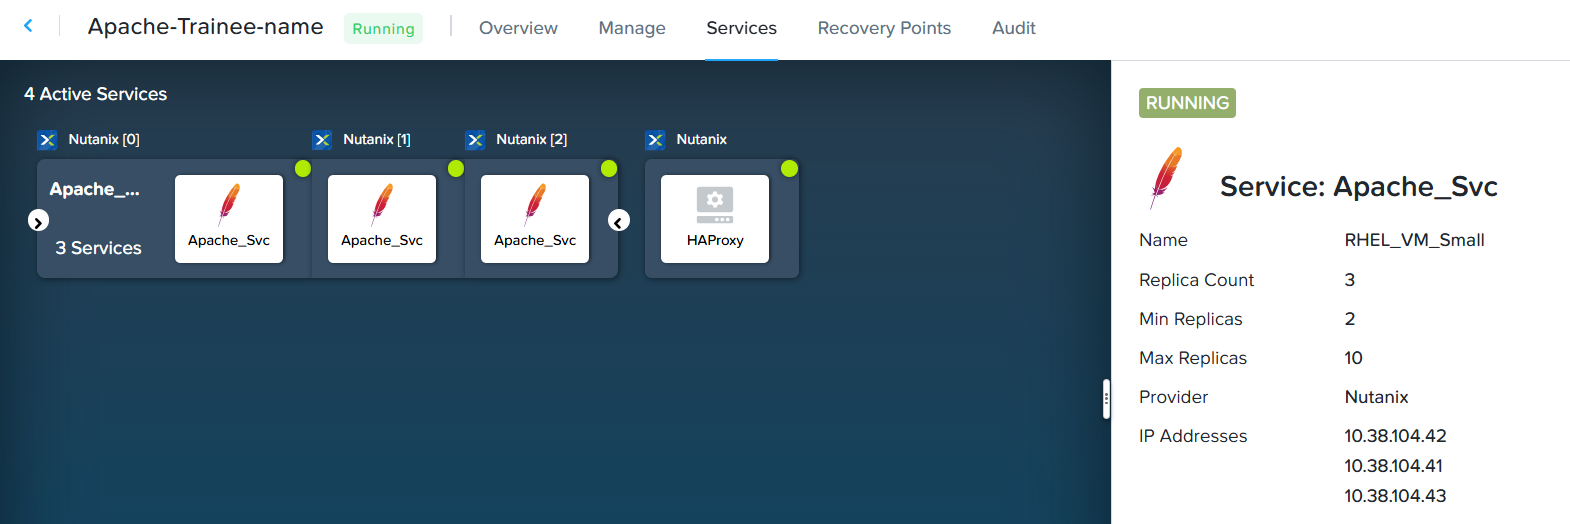 Apache-Trainee-name Running Overview Manage Services Recovery Points Audit
4 Active Services
Nutanix [0] Nutanix [1] Nutanix [2] Nutanix
Apache_...
3 Services
Apache_Svc Apache_Svc Apache_Svc HAProxy
RUNNING
Service: Apache_Svc
Name RHEL_VM_Small
Replica Count 3
Min Replicas 2
Max Replicas 10
Provider Nutanix
IP Addresses 10.38.104.42
10.38.104.41
10.38.104.43